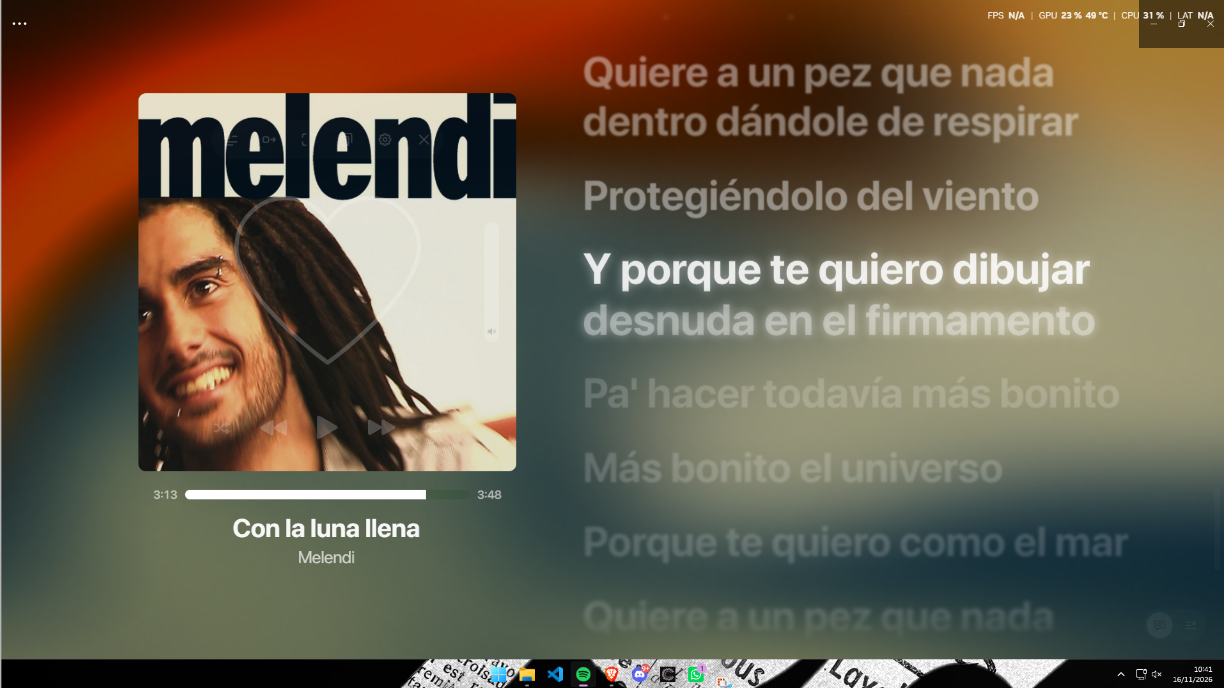 FPS N/A | GPU 23 % 49 °C | CPU 31 % | LAT N/A
melendi
Quiere a un pez que nada
dentro dándole de respirar
Protegiéndolo del viento
Y porque te quiero dibujar
desnuda en el firmamento
Pa' hacer todavía más bonito
Más bonito el universo
Porque te quiero como el mar
Quiere a un pez que nada
3:13
3:48
Con la luna llena
Melendi
10:41
16/11/2026